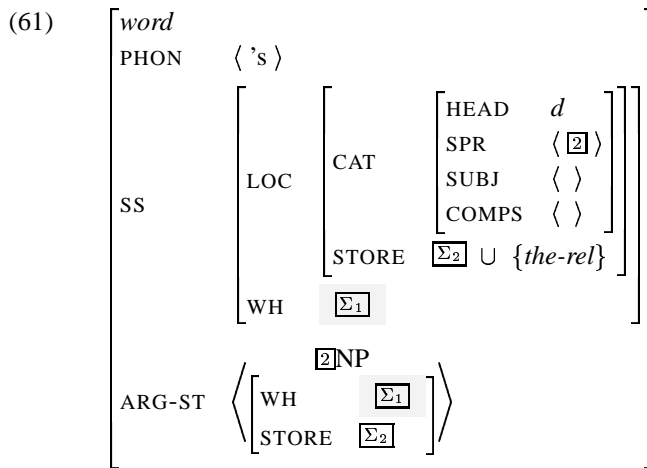 (61)
word
PHON ⟨ 's ⟩
HEAD d
SPR ⟨ 2 ⟩
SUBJ ⟨ ⟩
COMPS ⟨ ⟩
CAT
LOC
STORE Σ₂ ∪ {the-rel}
SS
WH Σ₁
2NP
WH Σ₁
ARG-ST
STORE Σ₂